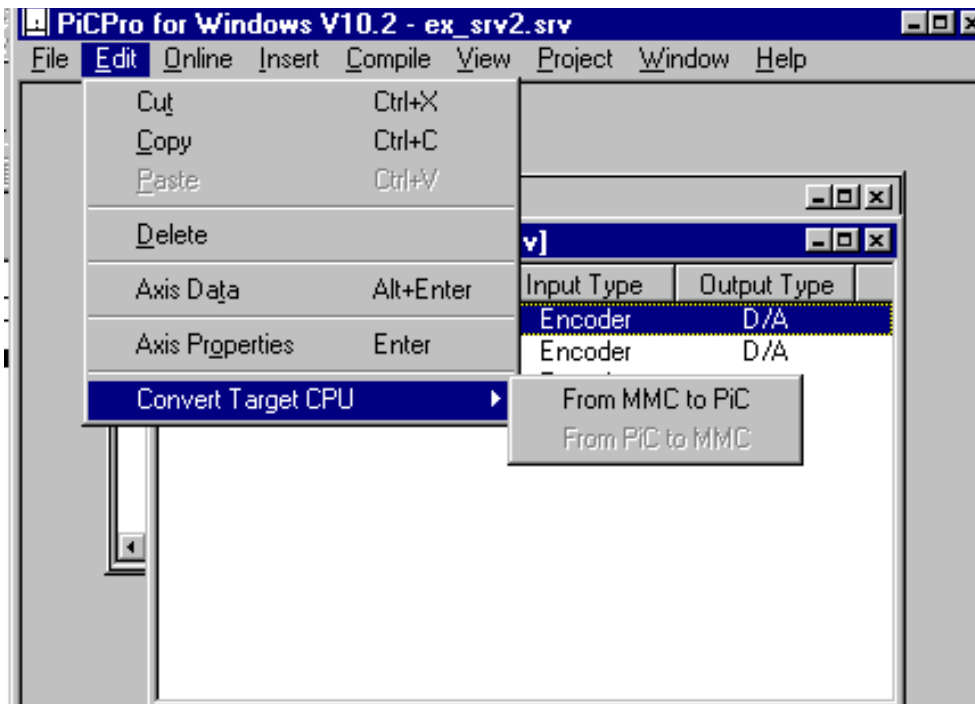 PiCPro for Windows V10.2 - ex_srv2.srv
File Edit Online Insert Compile View Project Window Help
Cut Ctrl+X
Copy Ctrl+C
Paste Ctrl+V
Delete
v]
Axis Data Alt+Enter
Input Type Output Type
Encoder D/A
Axis Properties Enter
Encoder D/A
Convert Target CPU
From MMC to PiC
From PiC to MMC